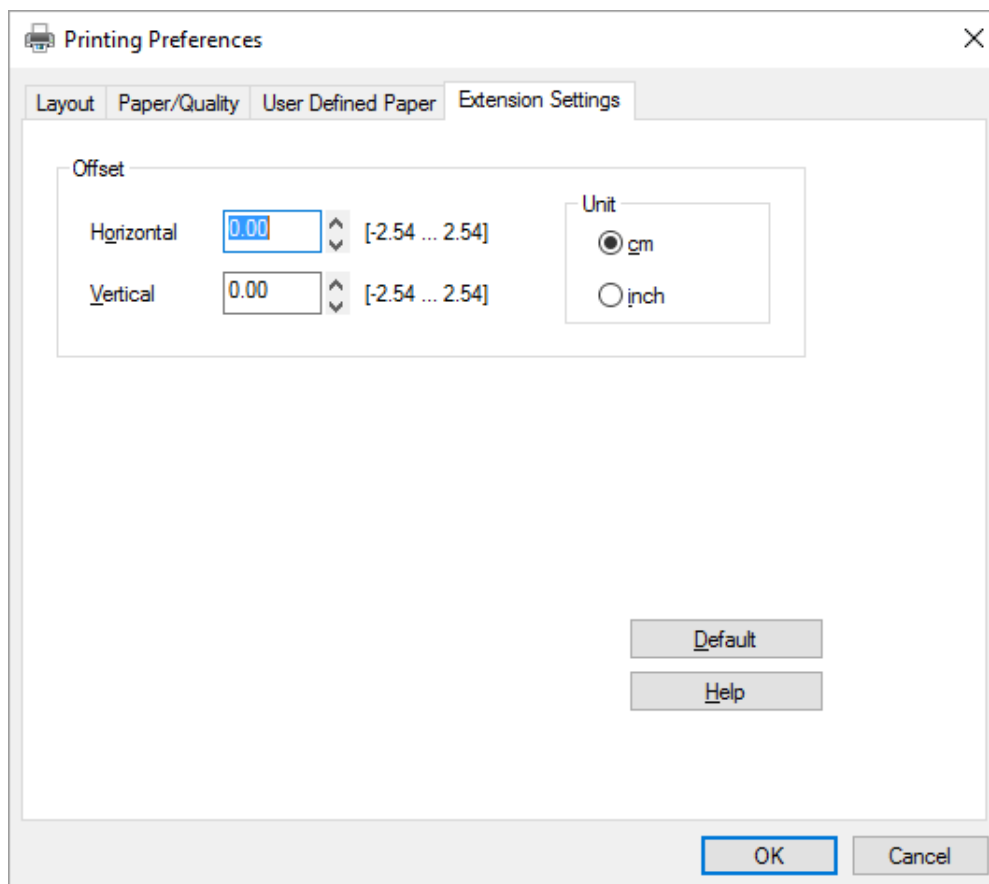 Printing Preferences
Layout Paper/Quality User Defined Paper Extension Settings
Offset
Unit
Horizontal 0.00 [-2.54 ... 2.54]
cm
Vertical 0.00 [-2.54 ... 2.54]
inch
Default
Help
OK Cancel